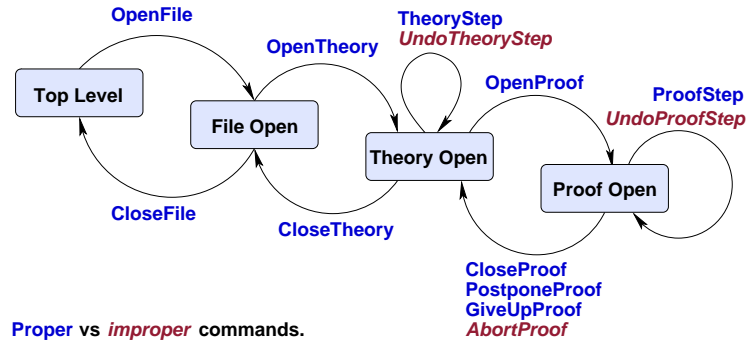 OpenFile
TheoryStep
UndoTheoryStep
OpenTheory
OpenProof
ProofStep
UndoProofStep
Top Level
File Open
Theory Open
Proof Open
CloseFile
CloseTheory
CloseProof
PostponeProof
GiveUpProof
AbortProof
Proper vs improper commands.